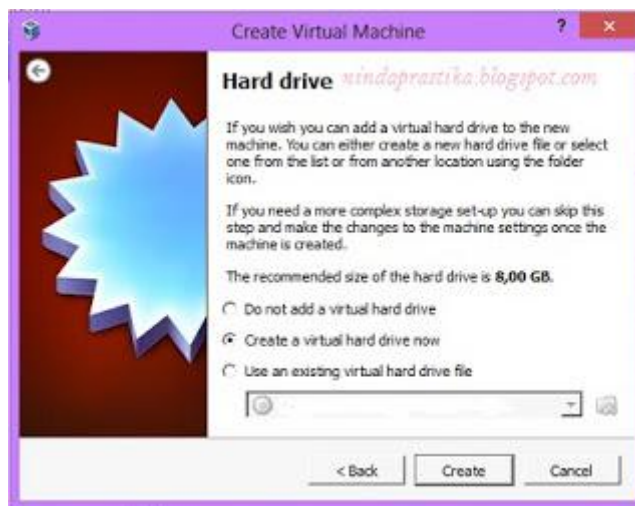 Create Virtual Machine
?
Hard drive
nindaprastika.blogspot.com
If you wish you can add a virtual hard drive to the new
machine. You can either create a new hard drive file or select
one from the list or from another location using the folder
icon.
If you need a more complex storage set-up you can skip this
step and make the changes to the machine settings once the
machine is created.
The recommended size of the hard drive is 8,00 GB.
Do not add a virtual hard drive
Create a virtual hard drive now
Use an existing virtual hard drive file
< Back
Create
Cancel